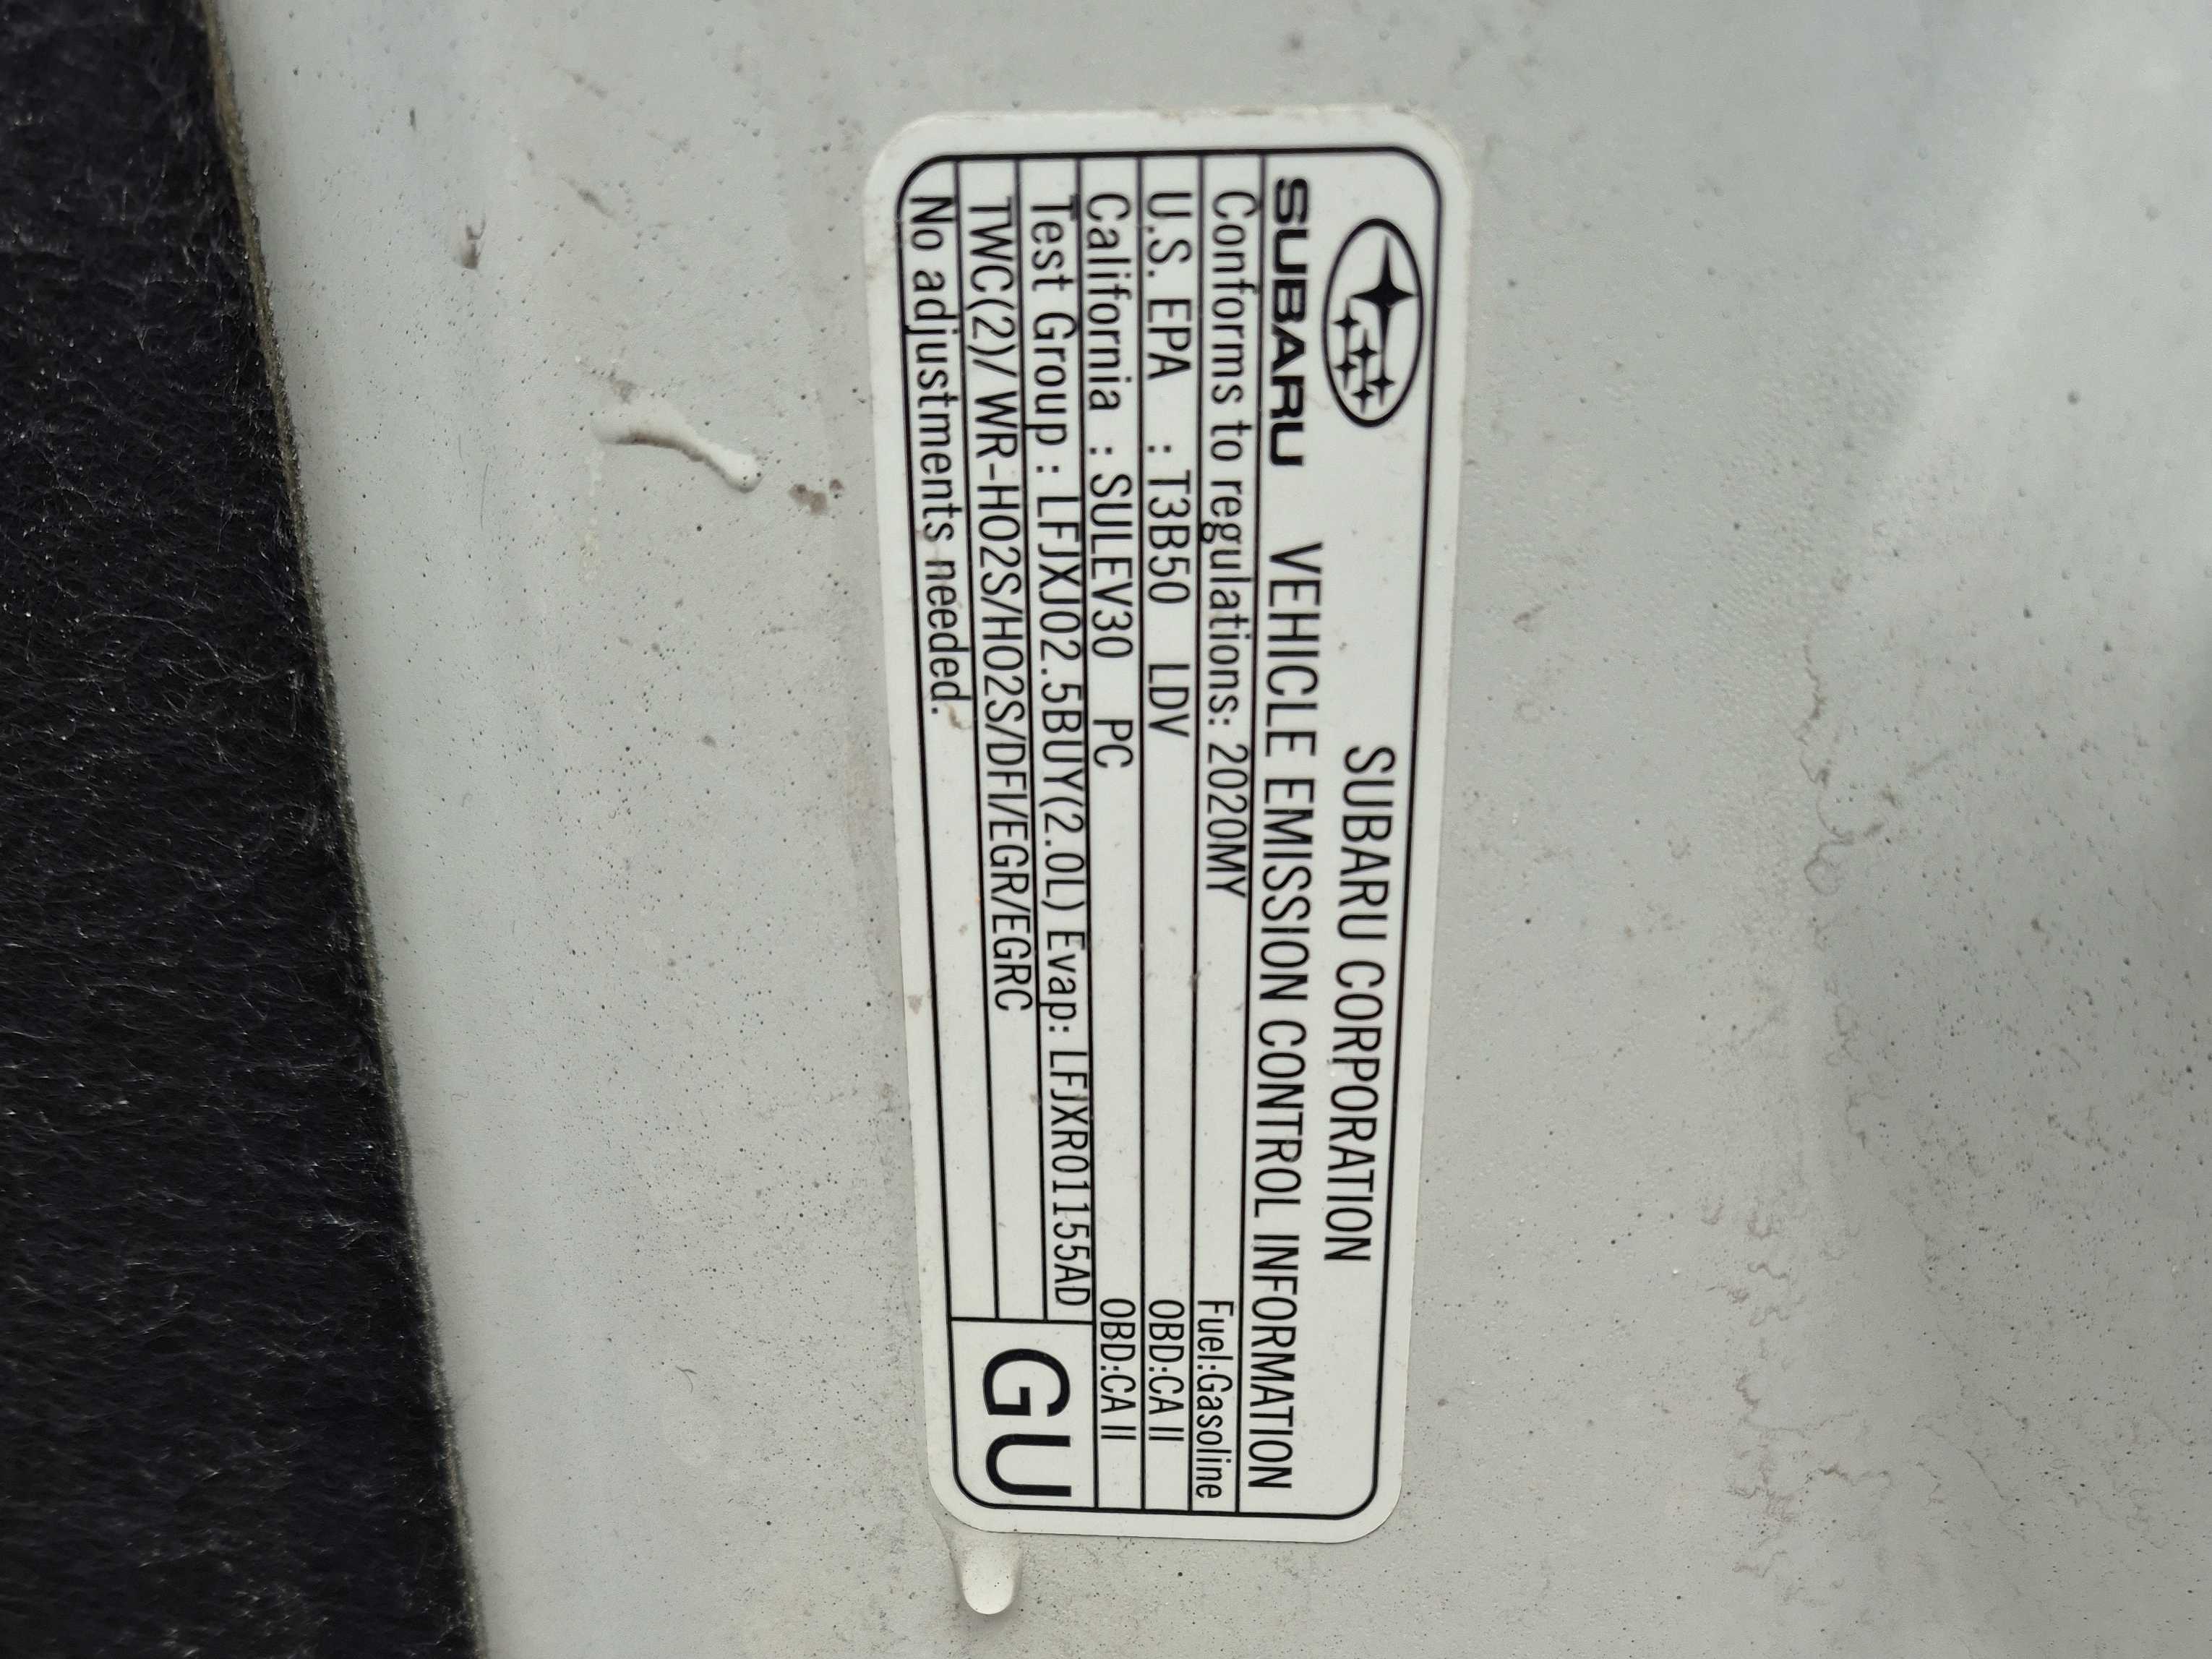 SUBARU CORPORATION
SUBARU VEHICLE EMISSION CONTROL INFORMATION
Conforms to regulations: 2020MY Fuel:Gasoline
U.S. EPA : T3B50 LDV OBD:CA II
California : SULEV30 PC OBD:CA II
Test Group : LFJXJ02.5BUY(2.0L) Evap: LFJXR01155AD
TWC(2)/WR-HO2S/HO2S/DFI/EGR/EGRC
No adjustments needed.
GU